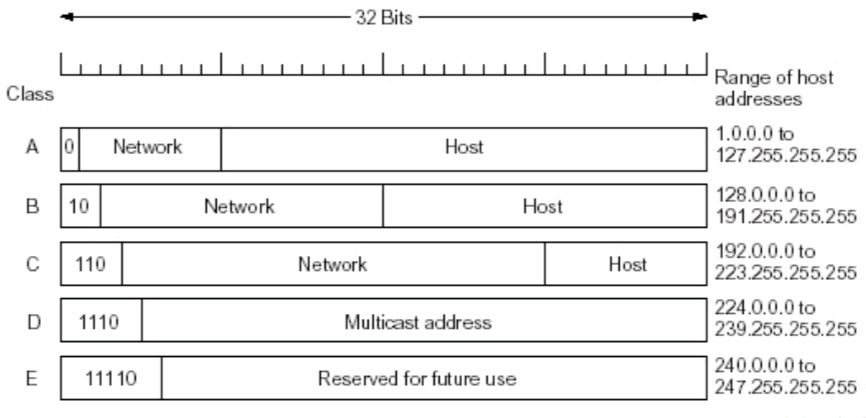 32 Bits
Class
Range of host
addresses
A 0 Network Host 1.0.0.0 to
127.255.255.255
B 10 Network Host 128.0.0.0 to
191.255.255.255
C 110 Network Host 192.0.0.0 to
223.255.255.255
D 1110 Multicast address 224.0.0.0 to
239.255.255.255
E 11110 Reserved for future use 240.0.0.0 to
247.255.255.255